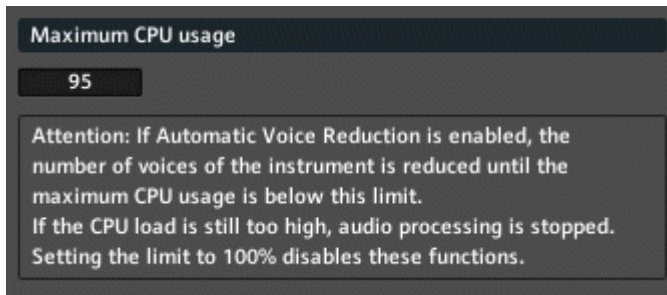 Maximum CPU usage
95
Attention: If Automatic Voice Reduction is enabled, the
number of voices of the instrument is reduced until the
maximum CPU usage is below this limit.
If the CPU load is still too high, audio processing is stopped.
Setting the limit to 100% disables these functions.